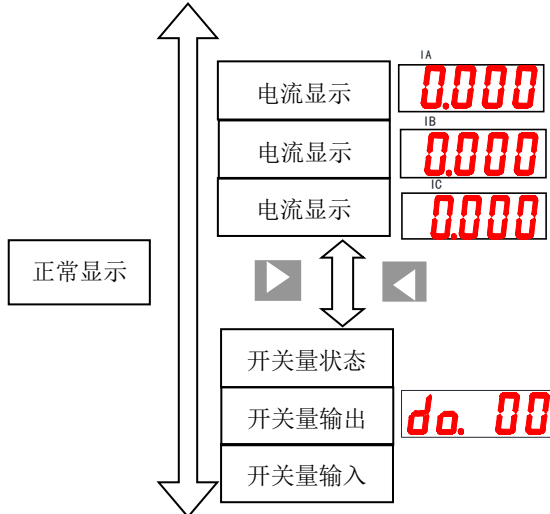 IA
电流显示
0.000
IB
电流显示
0.000
IC
电流显示
0.000
正常显示
开关量状态
开关量输出
do. 00
开关量输入